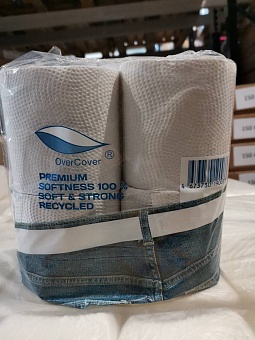 OverCover ®
PREMIUM
SOFTNESS 100 %
SOFT & STRONG
RECYCLED